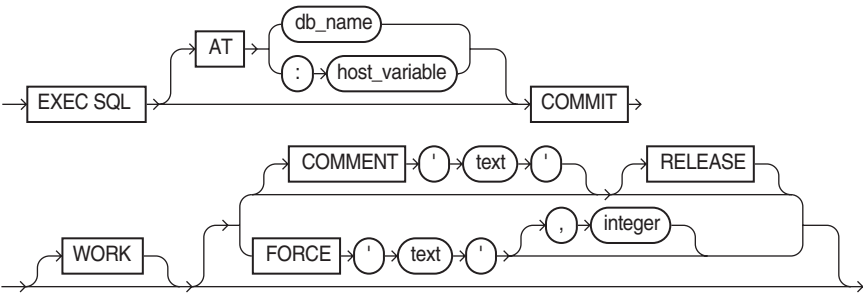 db_name
AT
: host_variable
EXEC SQL COMMIT
COMMENT ' text ' RELEASE
, integer
WORK FORCE ' text '